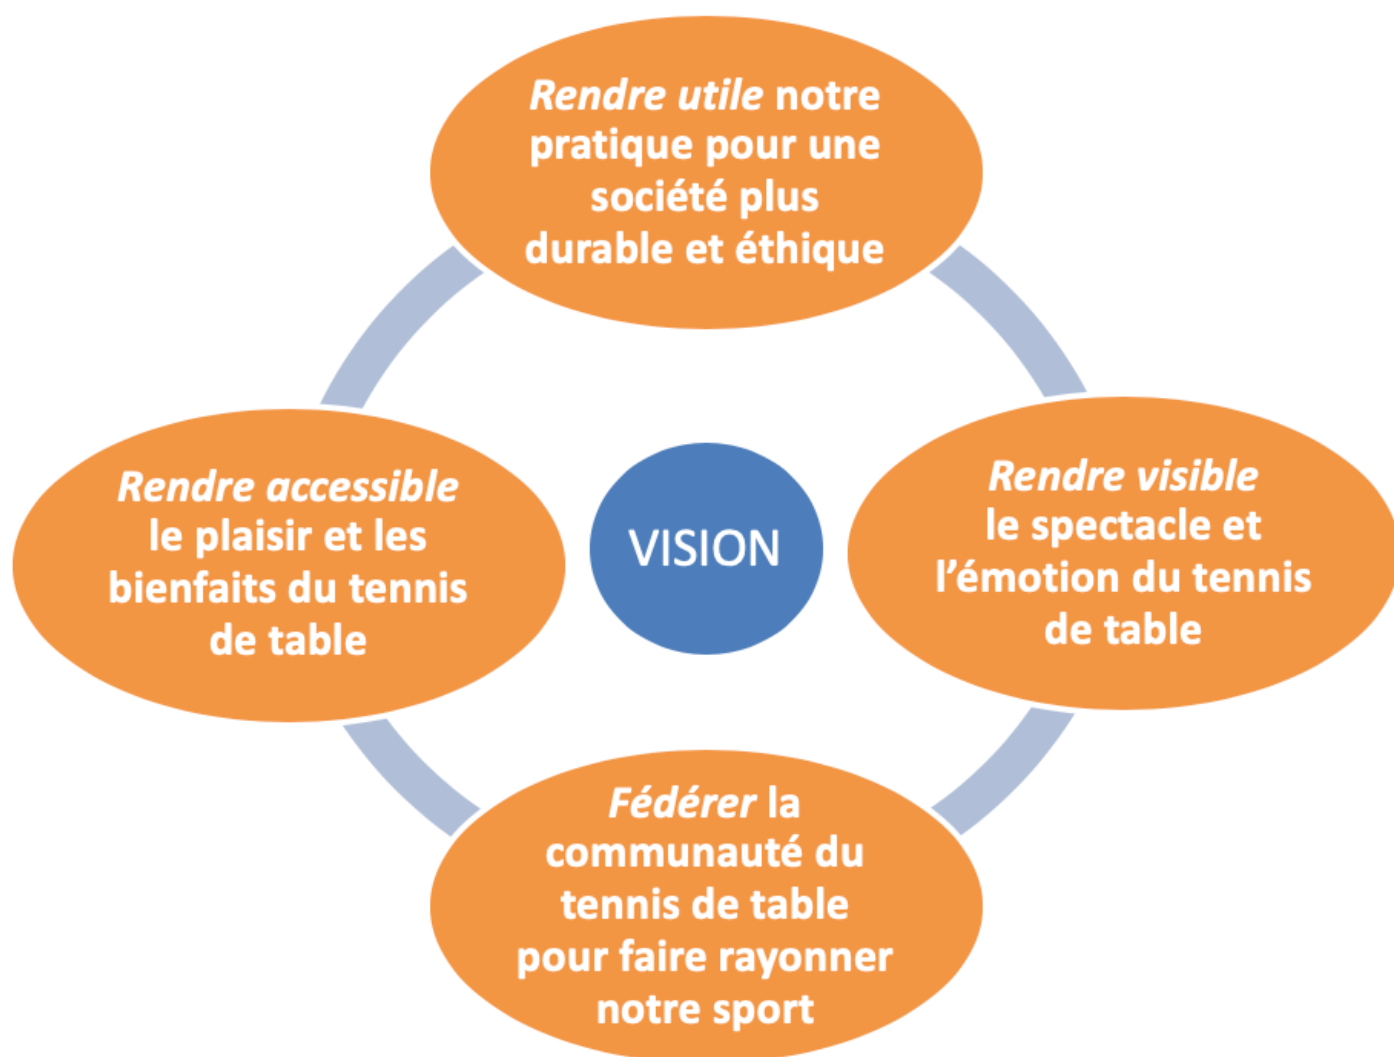 Rendre utile notre
pratique pour une
société plus
durable et éthique
Rendre accessible
le plaisir et les
bienfaits du tennis
de table
VISION
Rendre visible
le spectacle et
l’émotion du tennis
de table
Fédérer la
communauté du
tennis de table
pour faire rayonner
notre sport